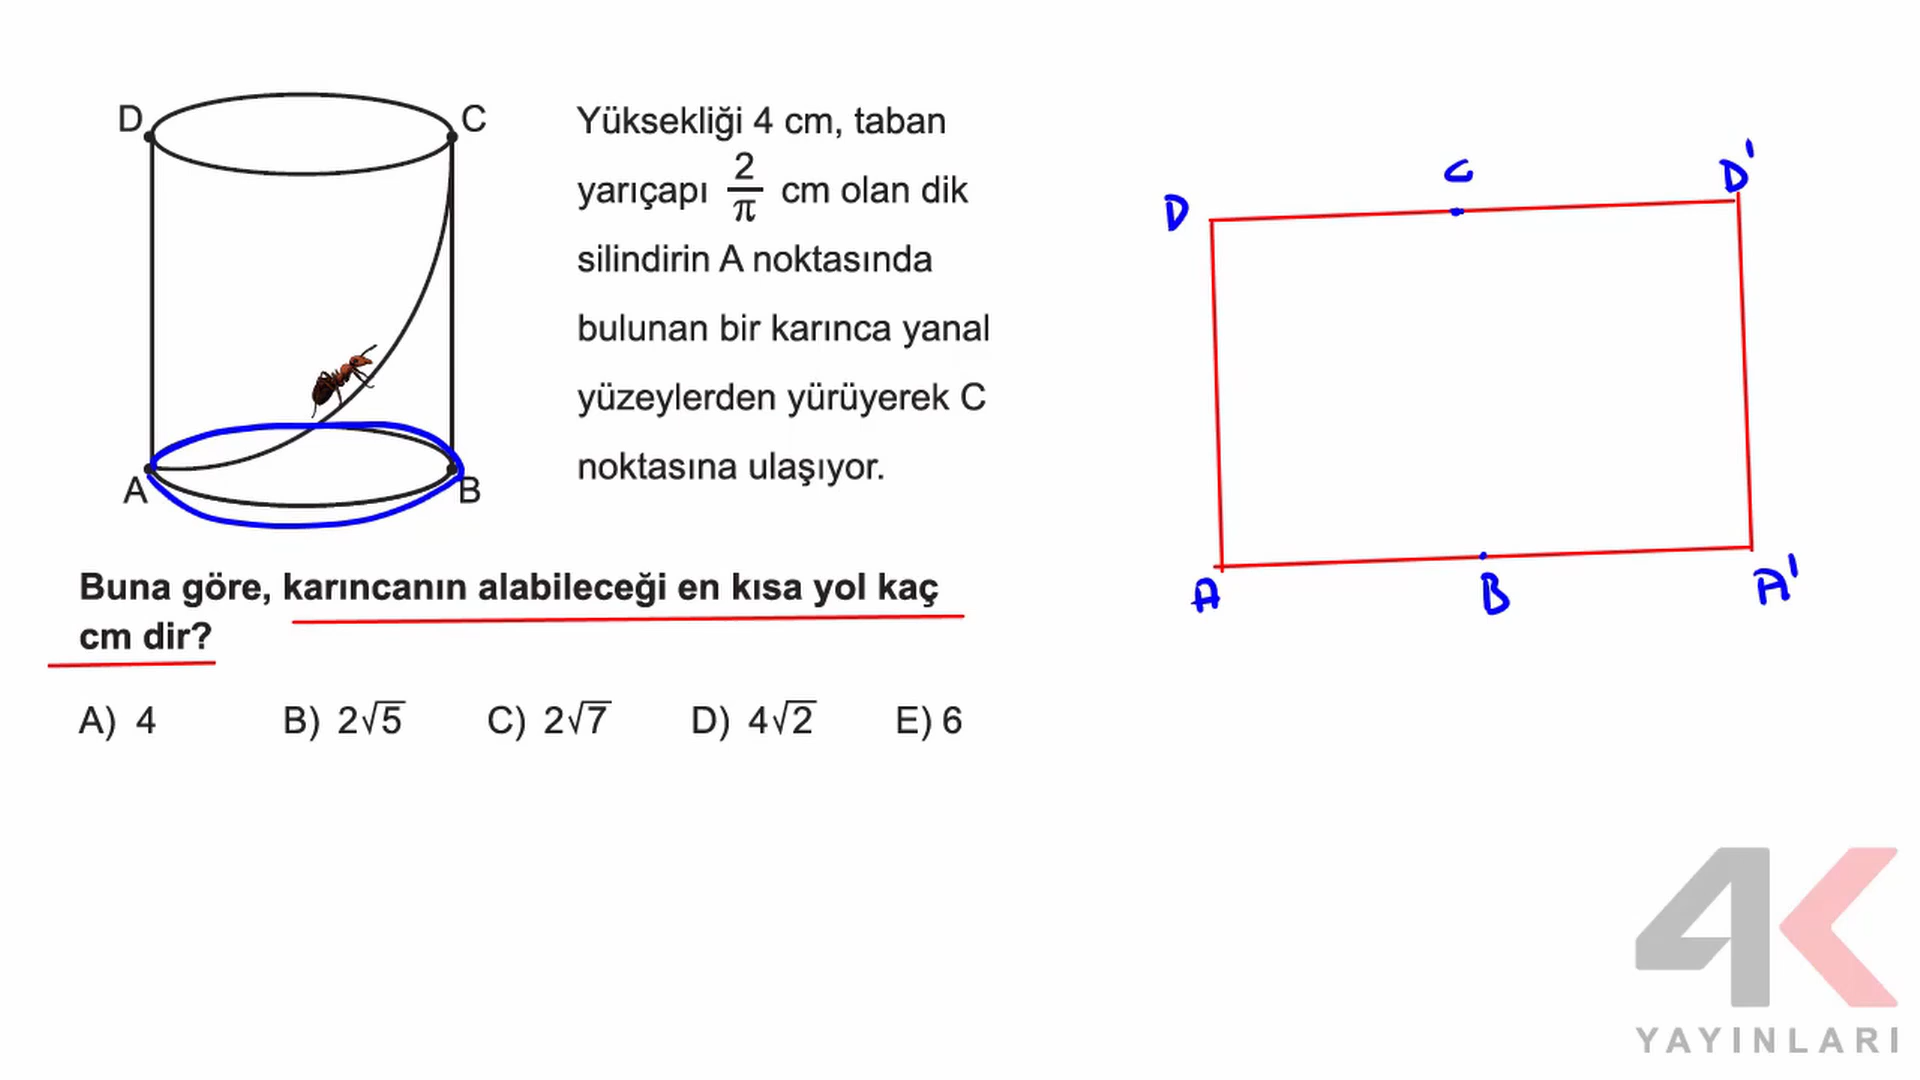 D
C
A
B
Yüksekliği 4 cm, taban
yarıçapı 2/π cm olan dik
silindirin A noktasında
bulunan bir karınca yanal
yüzeylerden yürüyerek C
noktasına ulaşıyor.
Buna göre, karıncanın alabileceği en kısa yol kaç
cm dir?
A) 4 B) 2√5 C) 2√7 D) 4√2 E) 6
D C D'
A B A'
4K
YAYINLARI